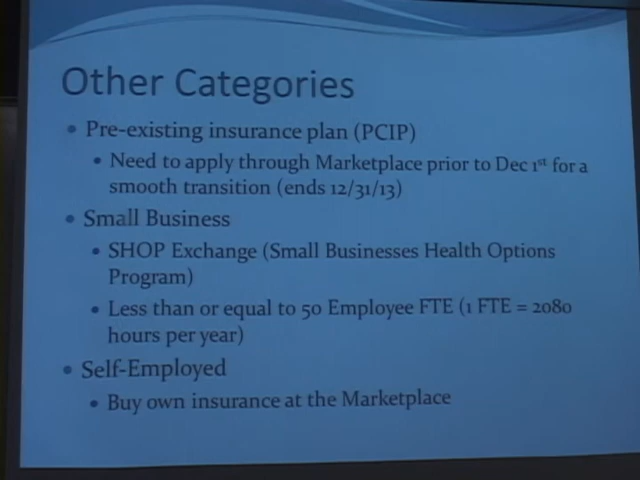 Other Categories
• Pre-existing insurance plan (PCIP)
• Need to apply through Marketplace prior to Dec 1st for a
smooth transition (ends 12/31/13)
• Small Business
• SHOP Exchange (Small Businesses Health Options
Program)
• Less than or equal to 50 Employee FTE (1 FTE = 2080
hours per year)
• Self-Employed
• Buy own insurance at the Marketplace